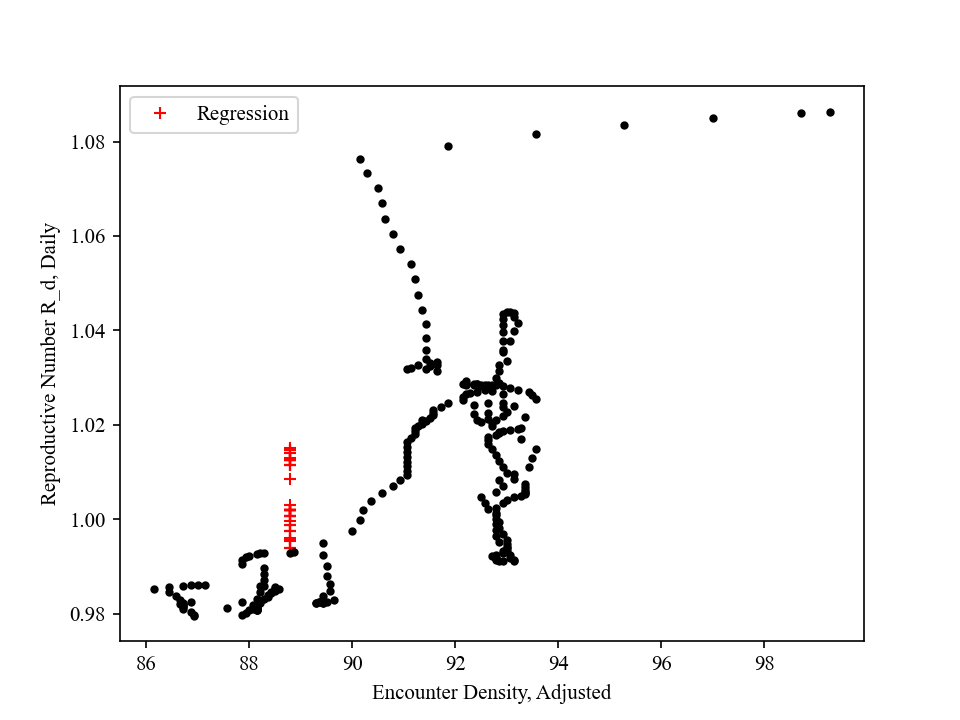 Regression
1.08
1.06
1.04
1.02
1.00
0.98
Reproductive Number R_d, Daily
86 88 90 92 94 96 98
Encounter Density, Adjusted